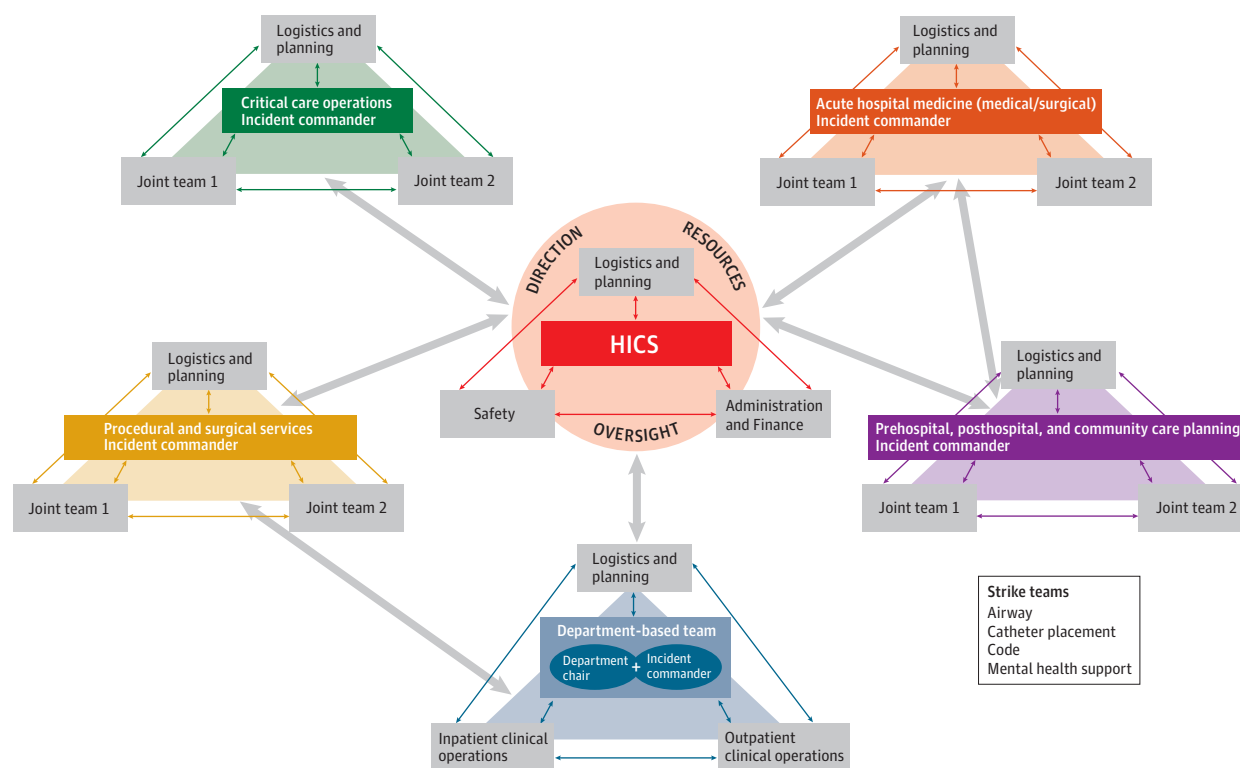 Logistics and
planning
Critical care operations
Incident commander
Joint team 1
Joint team 2
Logistics and
planning
Acute hospital medicine (medical/surgical)
Incident commander
Joint team 1
Joint team 2
DIRECTION
RESOURCES
Logistics and
planning
HICS
Safety
Administration
and Finance
OVERSIGHT
Logistics and
planning
Procedural and surgical services
Incident commander
Joint team 1
Joint team 2
Logistics and
planning
Prehospital, posthospital, and community care planning
Incident commander
Joint team 1
Joint team 2
Logistics and
planning
Department-based team
Department
chair
+
Incident
commander
Inpatient clinical
operations
Outpatient
clinical operations
Strike teams
Airway
Catheter placement
Code
Mental health support